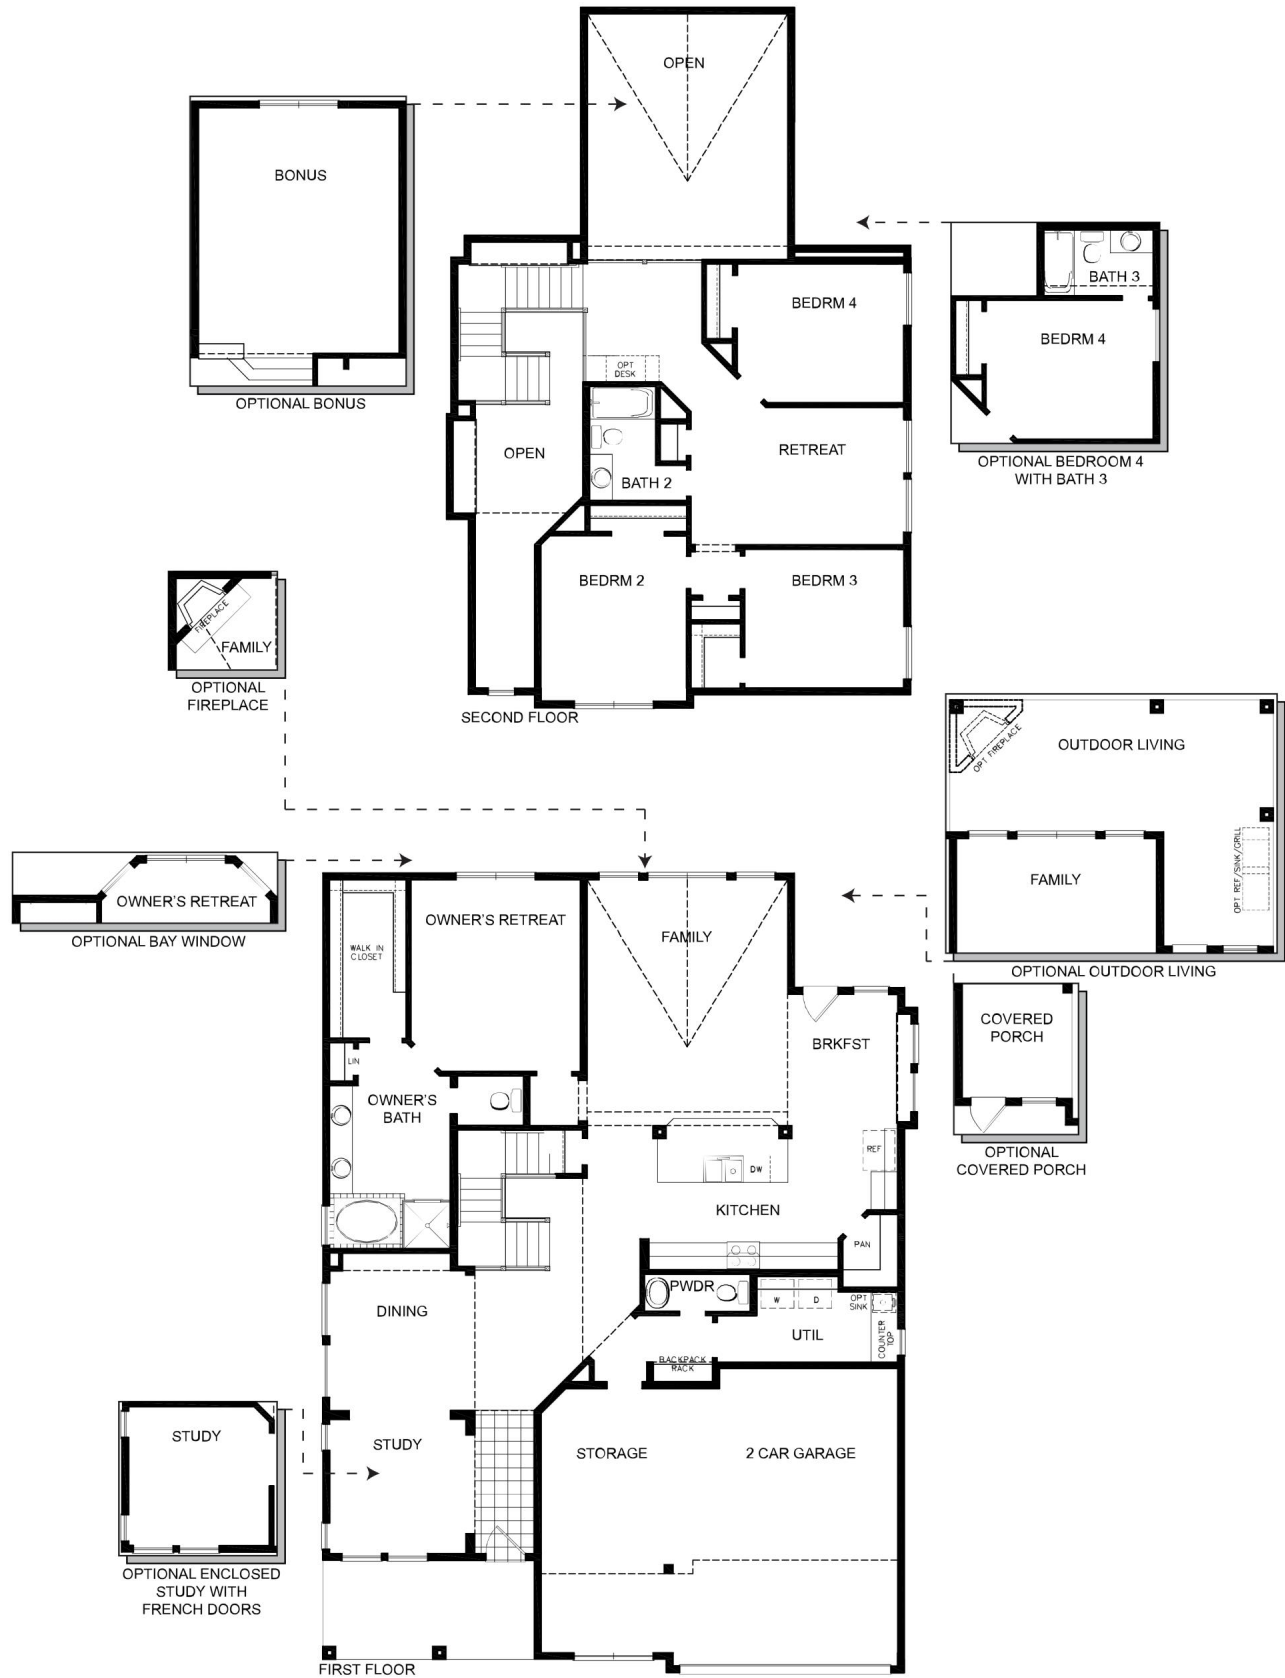 OPEN
BONUS
OPTIONAL BONUS
BEDRM 4
OPT
DESK
OPEN
RETREAT
BATH 2
BEDRM 2
BEDRM 3
SECOND FLOOR
BATH 3
BEDRM 4
OPTIONAL BEDROOM 4
WITH BATH 3
FIREPLACE
FAMILY
OPTIONAL
FIREPLACE
OUTDOOR LIVING
OPT FIREPLACE
OPT REF/SINK/GRILL
FAMILY
OPTIONAL OUTDOOR LIVING
OWNER'S RETREAT
OPTIONAL BAY WINDOW
OWNER'S RETREAT
WALK IN
CLOSET
FAMILY
BRKFST
LIN
OWNER'S
BATH
REF
DW
KITCHEN
PAN
COVERED
PORCH
OPTIONAL
COVERED PORCH
PWDR
W
D
OPT
SINK
COUNTER
TOP
UTIL
BACKPACK
RACK
DINING
STUDY
STORAGE
2 CAR GARAGE
STUDY
OPTIONAL ENCLOSED
STUDY WITH
FRENCH DOORS
FIRST FLOOR